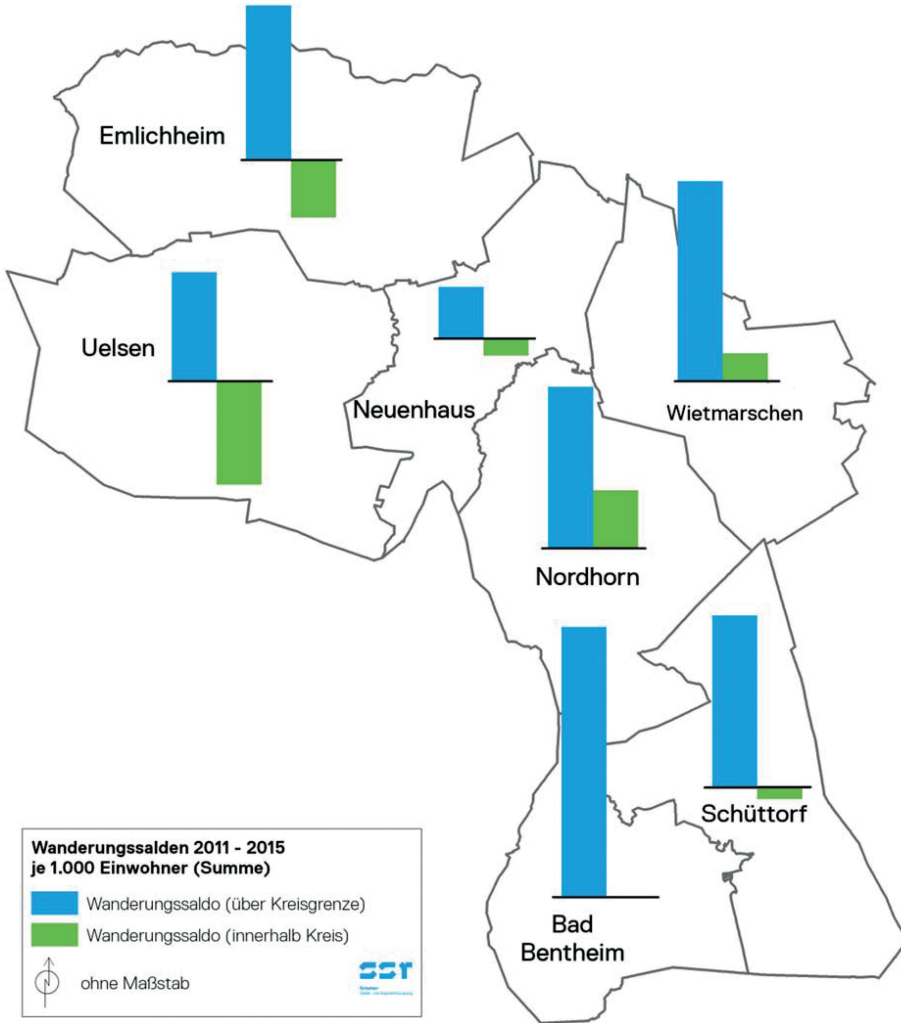 Emlichheim
Uelsen
Neuenhaus
Wietmarschen
Nordhorn
Schüttorf
Bad
Bentheim
Wanderungssalden 2011 - 2015
je 1.000 Einwohner (Summe)
Wanderungssaldo (über Kreisgrenze)
Wanderungssaldo (innerhalb Kreis)
N
ohne Maßstab
ssr